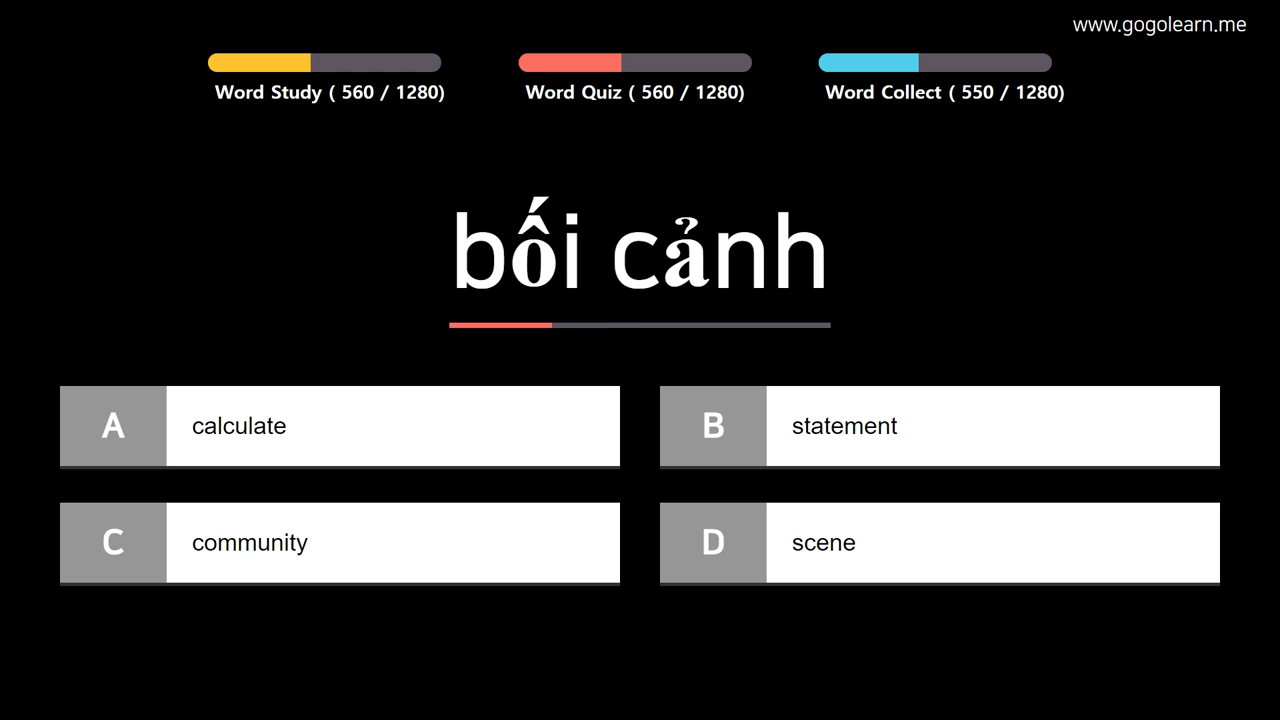 www.gogolearn.me
Word Study ( 560 / 1280)
Word Quiz ( 560 / 1280)
Word Collect ( 550 / 1280)
bối cảnh
A calculate
B statement
C community
D scene